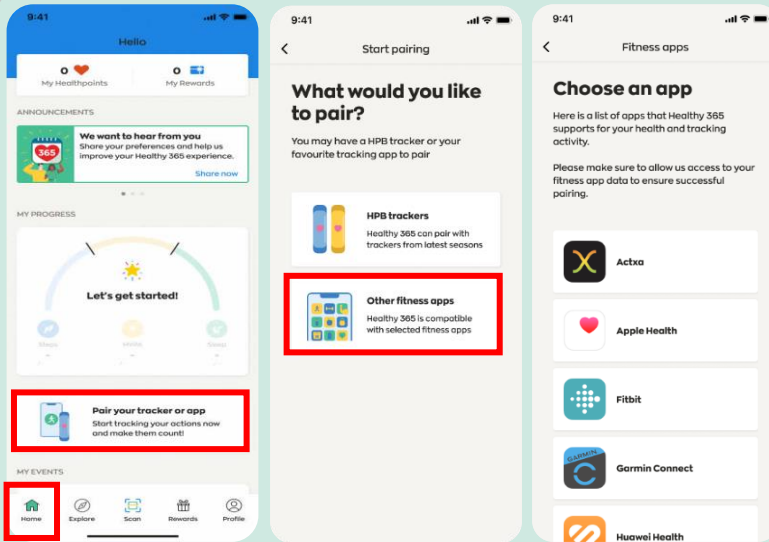 9:41
Hello
0
0
My Healthpoints
My Rewards
ANNOUNCEMENTS
365
We want to hear from you
Share your preferences and help us
improve your Healthy 365 experience.
Share now
MY PROGRESS
Let's get started!
Steps
MVPA
Sleep
Pair your tracker or app
Start tracking your actions now
and make them count!
MY EVENTS
Home
Explore
Scan
Rewards
Profile
9:41
Start pairing
What would you like
to pair?
You may have a HPB tracker or your
favourite tracking app to pair
HPB trackers
Healthy 365 can pair with
trackers from latest seasons
Other fitness apps
Healthy 365 is compatible
with selected fitness apps
9:41
Fitness apps
Choose an app
Here is a list of apps that Healthy 365
supports for your health and tracking
activity.
Please make sure to allow us access to your
fitness app data to ensure successful
pairing.
Actxa
Apple Health
Fitbit
GARMIN
Garmin Connect
Huawei Health